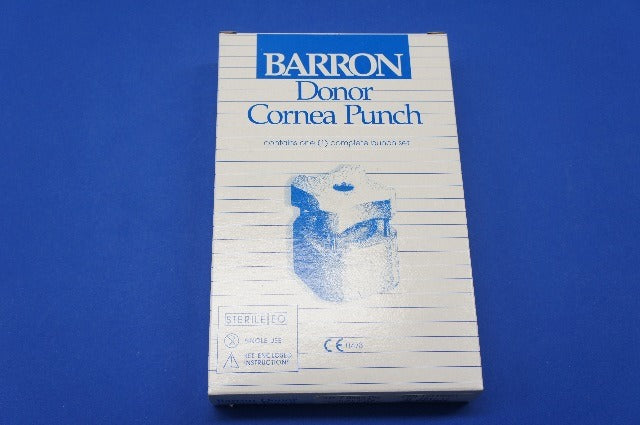 BARRON
Donor
Cornea Punch
contains one (1) complete punch set
STERILE EO
SINGLE USE
SEE ENCLOSED
INSTRUCTIONS
CE